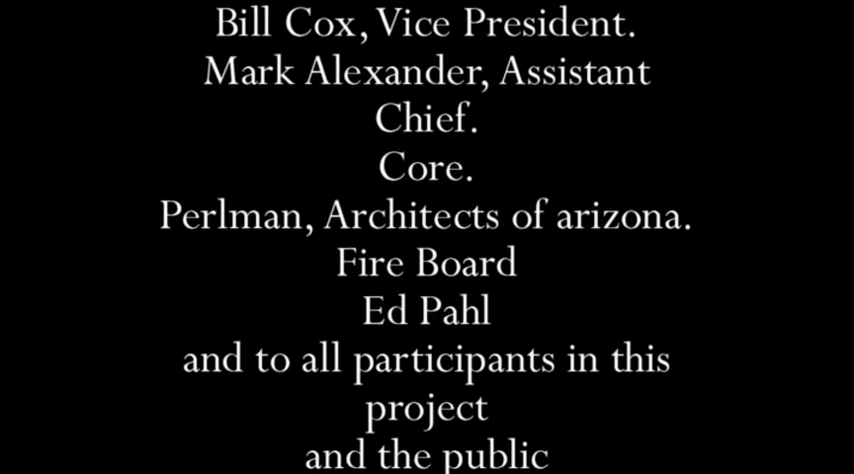 Bill Cox, Vice President.
Mark Alexander, Assistant
Chief.
Core.
Perlman, Architects of arizona.
Fire Board
Ed Pahl
and to all participants in this
project
and the public